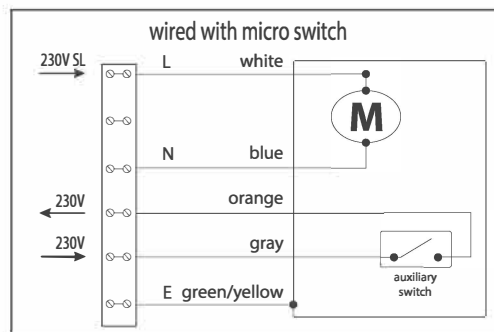 wired with micro switch
230V SL
L white
M
N blue
230V
orange
230V
gray
auxiliary
switch
E green/yellow